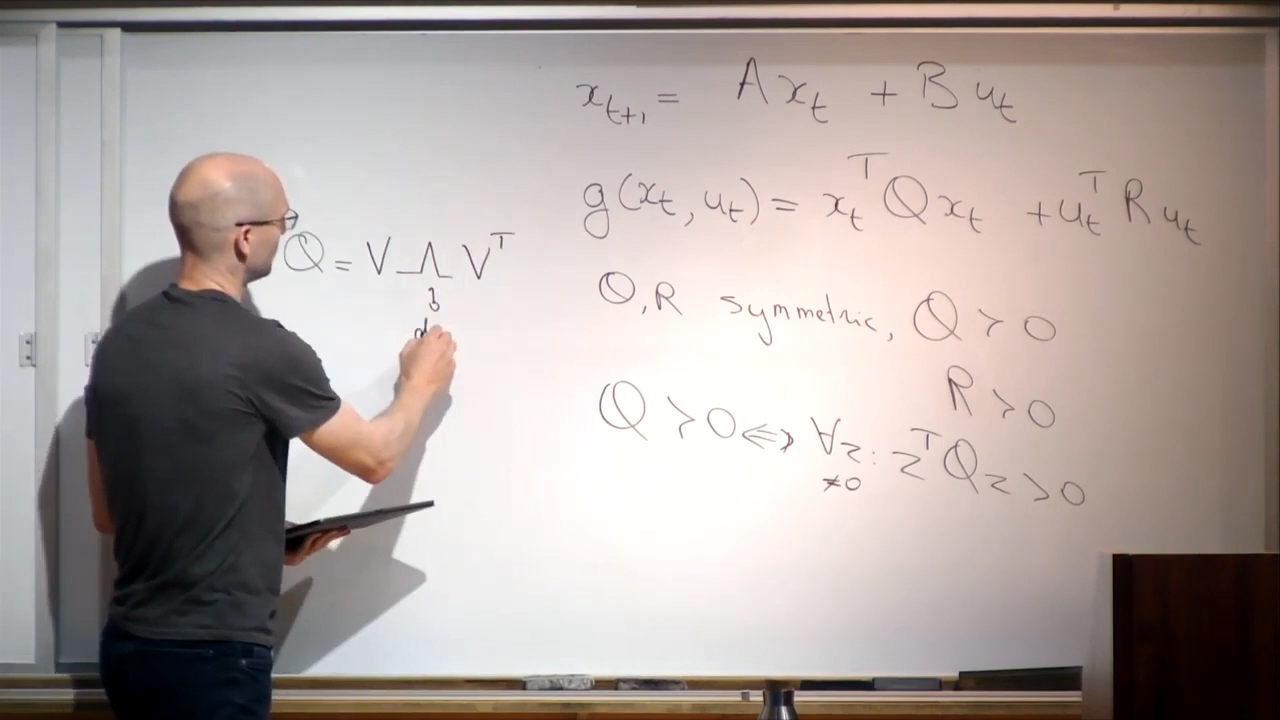 x_{t+1} = A x_t + B u_t
g(x_t, u_t) = x_t^T Q x_t + u_t^T R u_t
Q, R symmetric, Q ≻ 0
R ≻ 0
Q ≻ 0 ⇔ ∀z ≠0 : z^T Q z > 0
Q = V Λ V^T